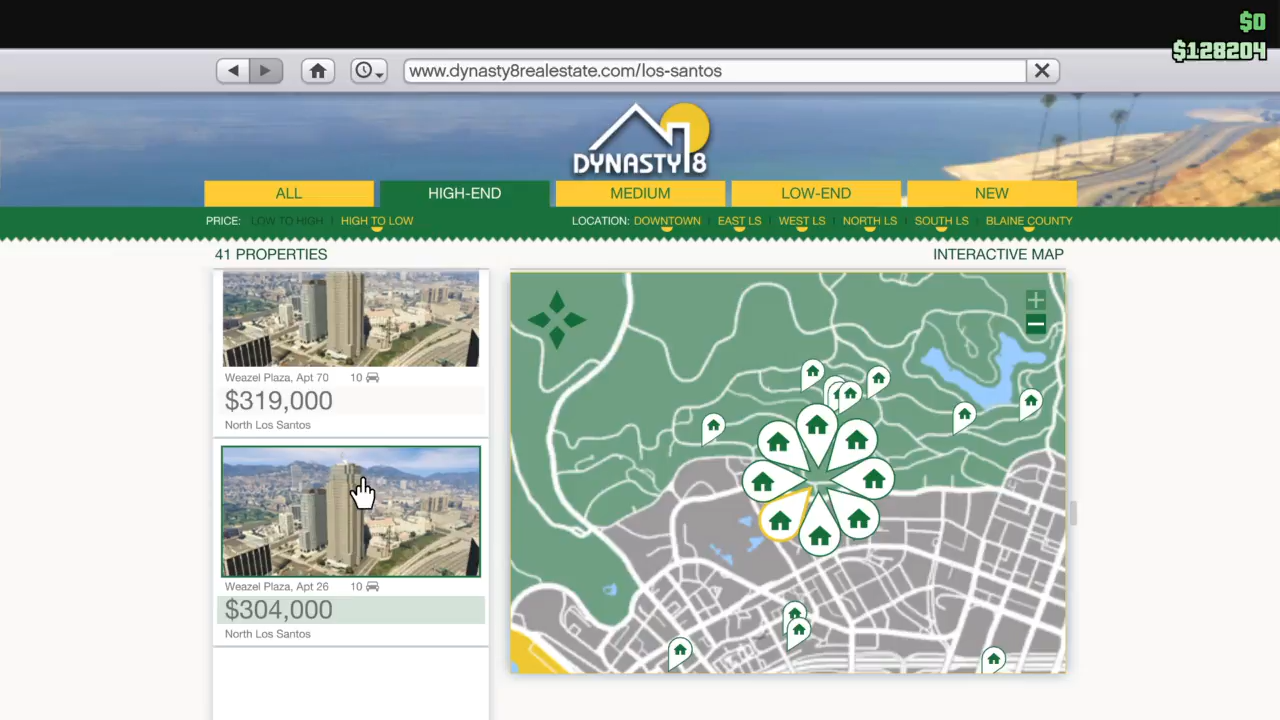 $0
$128204
www.dynasty8realestate.com/los-santos
DYNASTY 8
ALL
HIGH-END
MEDIUM
LOW-END
NEW
PRICE: LOW TO HIGH | HIGH TO LOW
LOCATION: DOWNTOWN | EAST LS | WEST LS | NORTH LS | SOUTH LS | BLAINE COUNTY
41 PROPERTIES
INTERACTIVE MAP
Weazel Plaza, Apt 70 10
$319,000
North Los Santos
Weazel Plaza, Apt 26 10
$304,000
North Los Santos